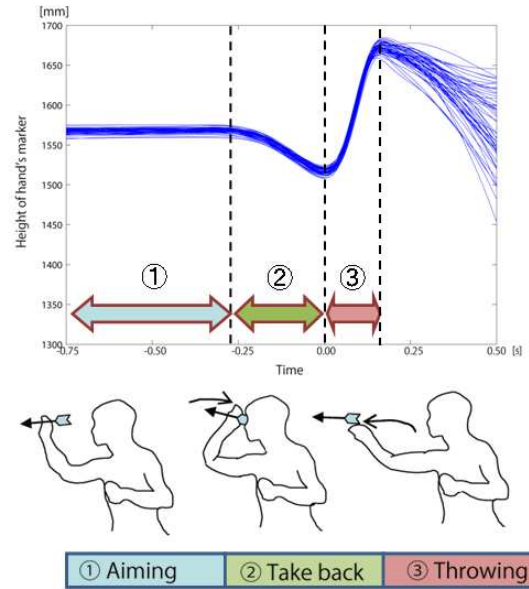 [mm]
1700
1650
1600
1550
1500
1450
1400
1350
1300
Height of hand's marker
① ② ③
-0.75 -0.50 -0.25 0.00 0.25 [s] 0.50
Time
① Aiming ② Take back ③ Throwing